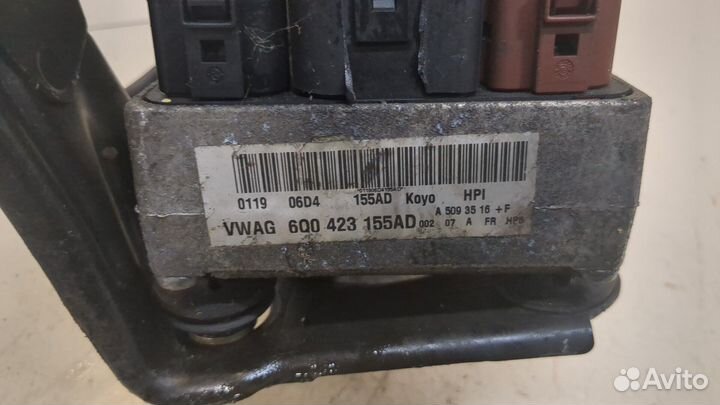 0119 06D4 155AD Koyo HPI
A 509 35 16 +F
VWAG 6Q0 423 155AD 002 07 A FR HPS
Avito